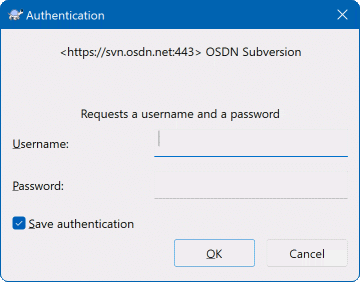 Authentication
<https://svn.osdn.net:443> OSDN Subversion
Requests a username and a password
Username:
Password:
Save authentication
OK
Cancel